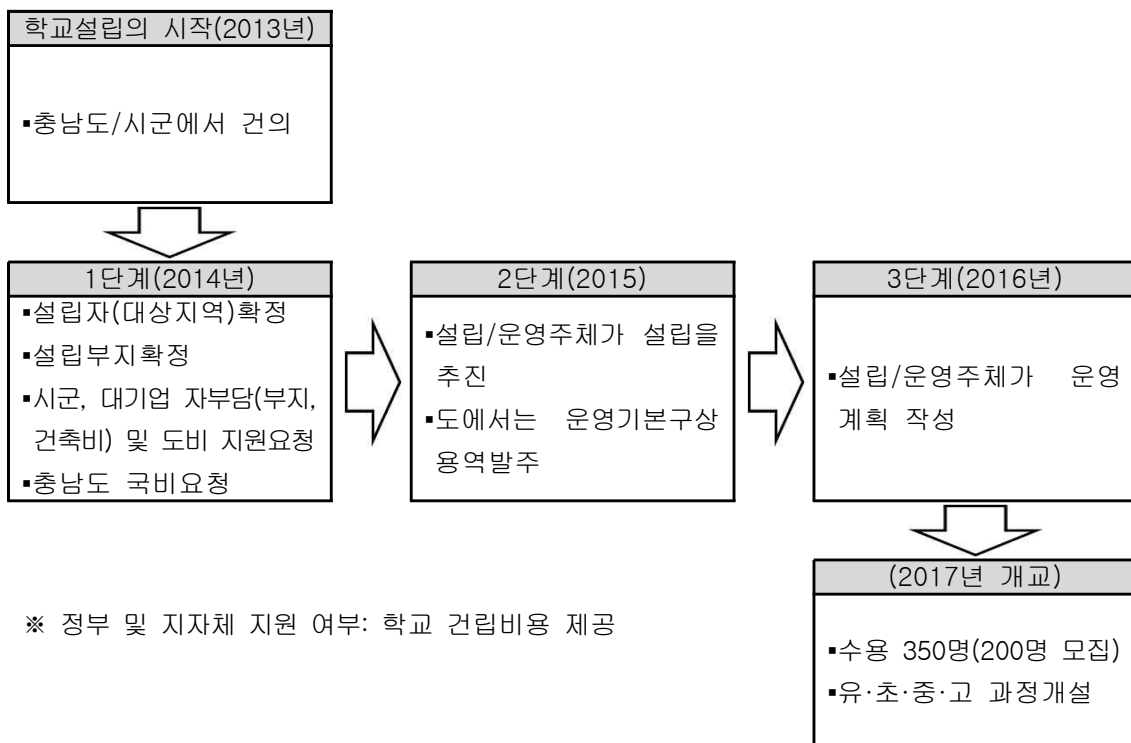 학교설립의 시작(2013년)
▪충남도/시군에서 건의
1단계(2014년)
▪설립자(대상지역)확정
▪설립부지확정
▪시군, 대기업 자부담(부지,
건축비) 및 도비 지원요청
▪충남도 국비요청
2단계(2015)
▪설립/운영주체가 설립을
추진
▪도에서는 운영기본구상
용역발주
3단계(2016년)
▪설립/운영주체가 운영
계획 작성
(2017년 개교)
▪수용 350명(200명 모집)
▪유·초·중·고 과정개설
※ 정부 및 지자체 지원 여부: 학교 건립비용 제공